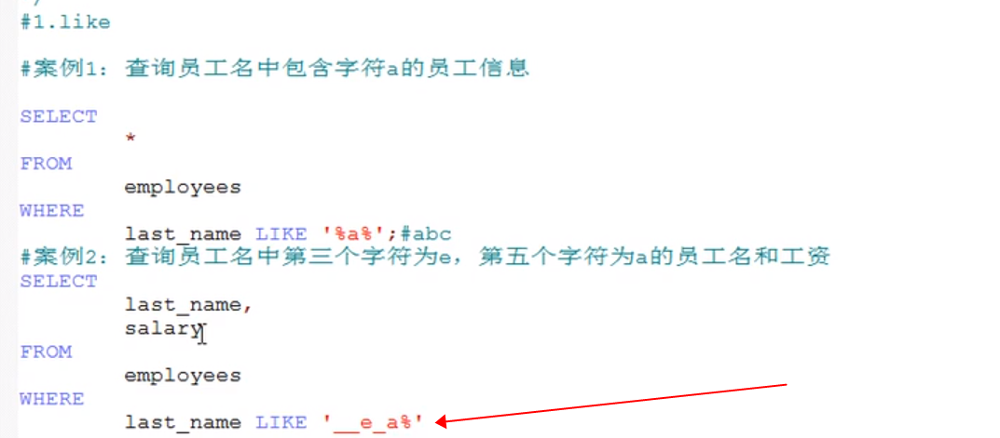 #1.like
#案例1：查询员工名中包含字符a的员工信息
SELECT
*
FROM
employees
WHERE
last_name LIKE '%a%';#abc
#案例2：查询员工名中第三个字符为e，第五个字符为a的员工名和工资
SELECT
last_name,
salary
FROM
employees
WHERE
last_name LIKE '__e_a%'